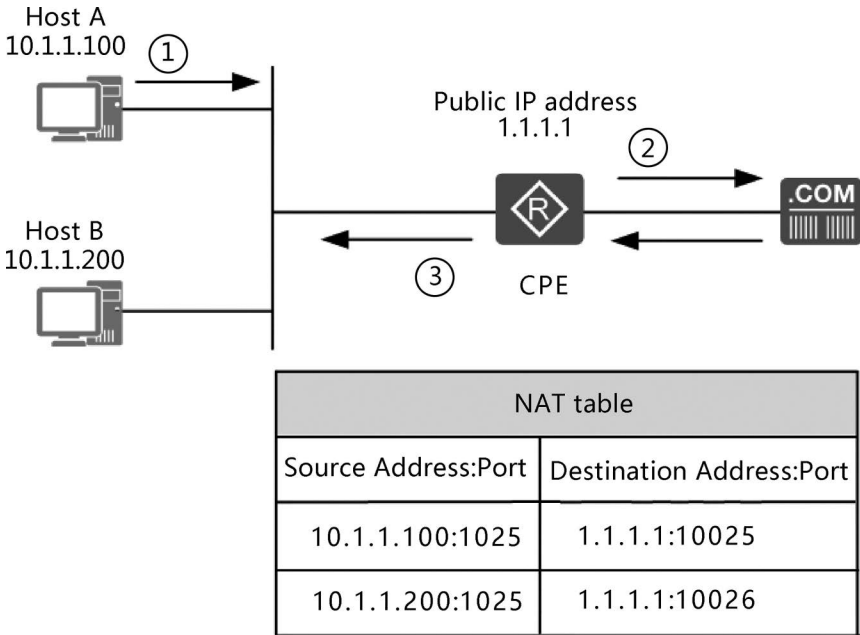 Host A
10.1.1.100
1
Public IP address
1.1.1.1
2
.COM
R
Host B
10.1.1.200
3
CPE
NAT table
Source Address:Port
Destination Address:Port
10.1.1.100:1025
1.1.1.1:10025
10.1.1.200:1025
1.1.1.1:10026